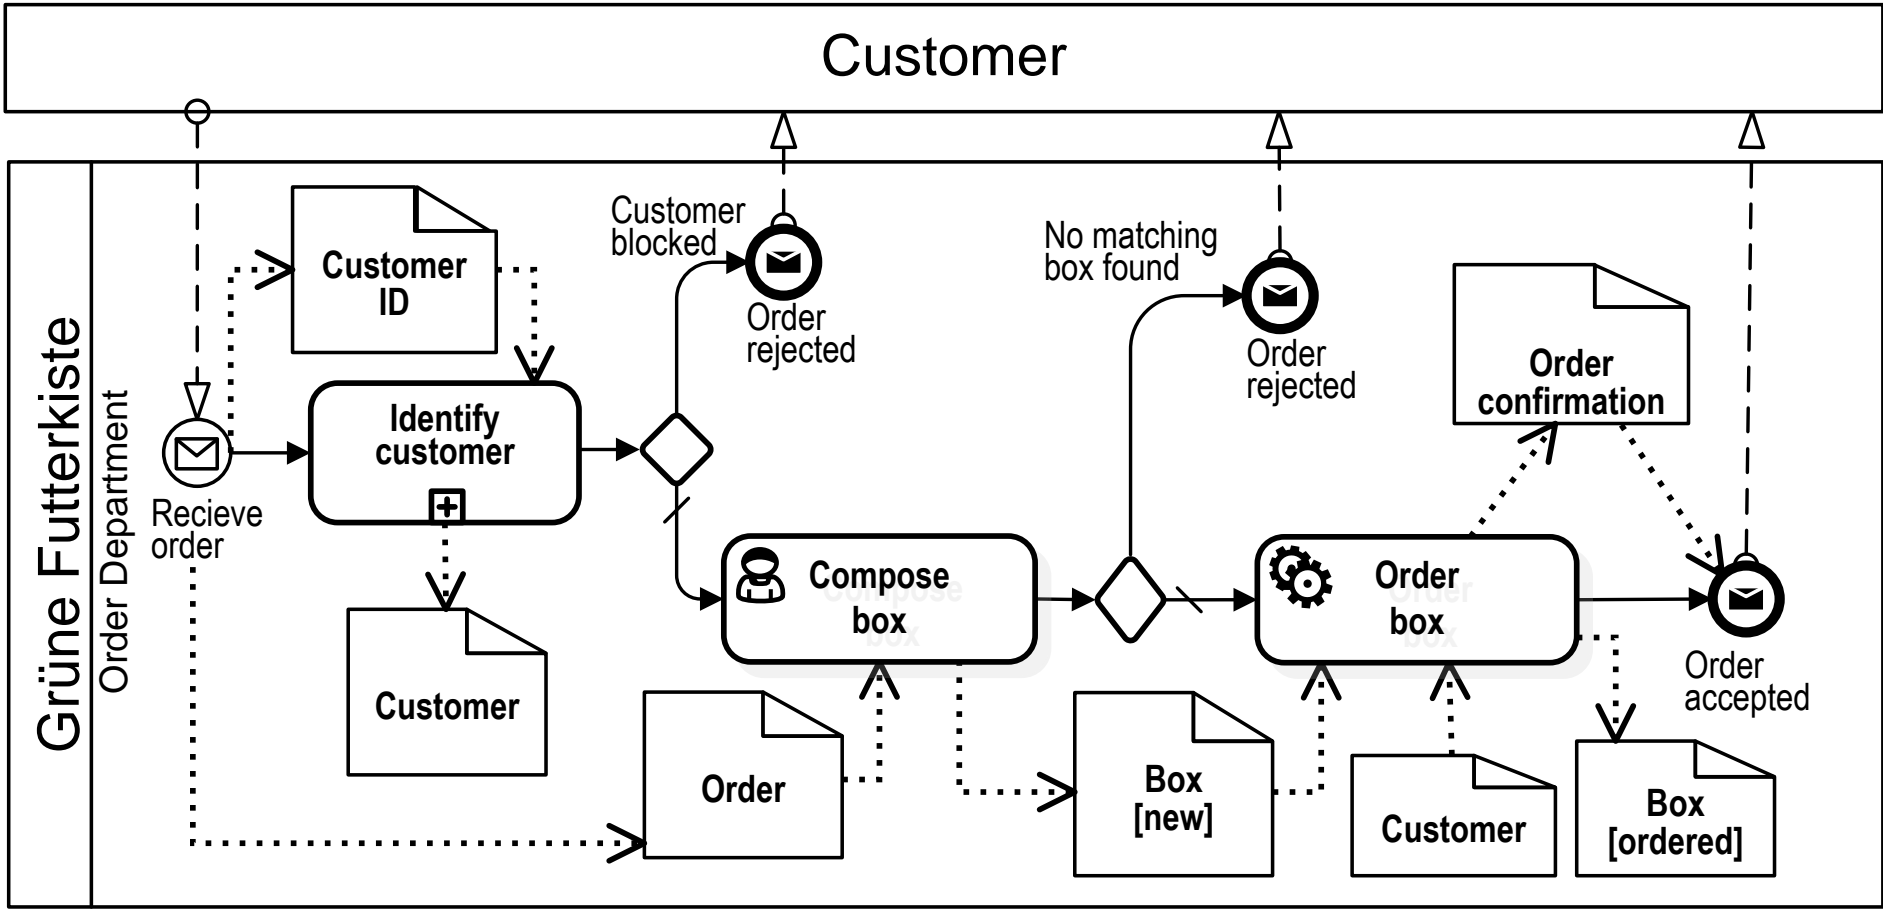 Customer
Grüne Futterkiste
Order Department
Customer
ID
Customer
blocked
Order
rejected
No matching
box found
Order
rejected
Order
confirmation
Identify
customer
Recieve
order
Compose
box
Order
box
Order
accepted
Customer
Order
Box
[new]
Customer
Box
[ordered]